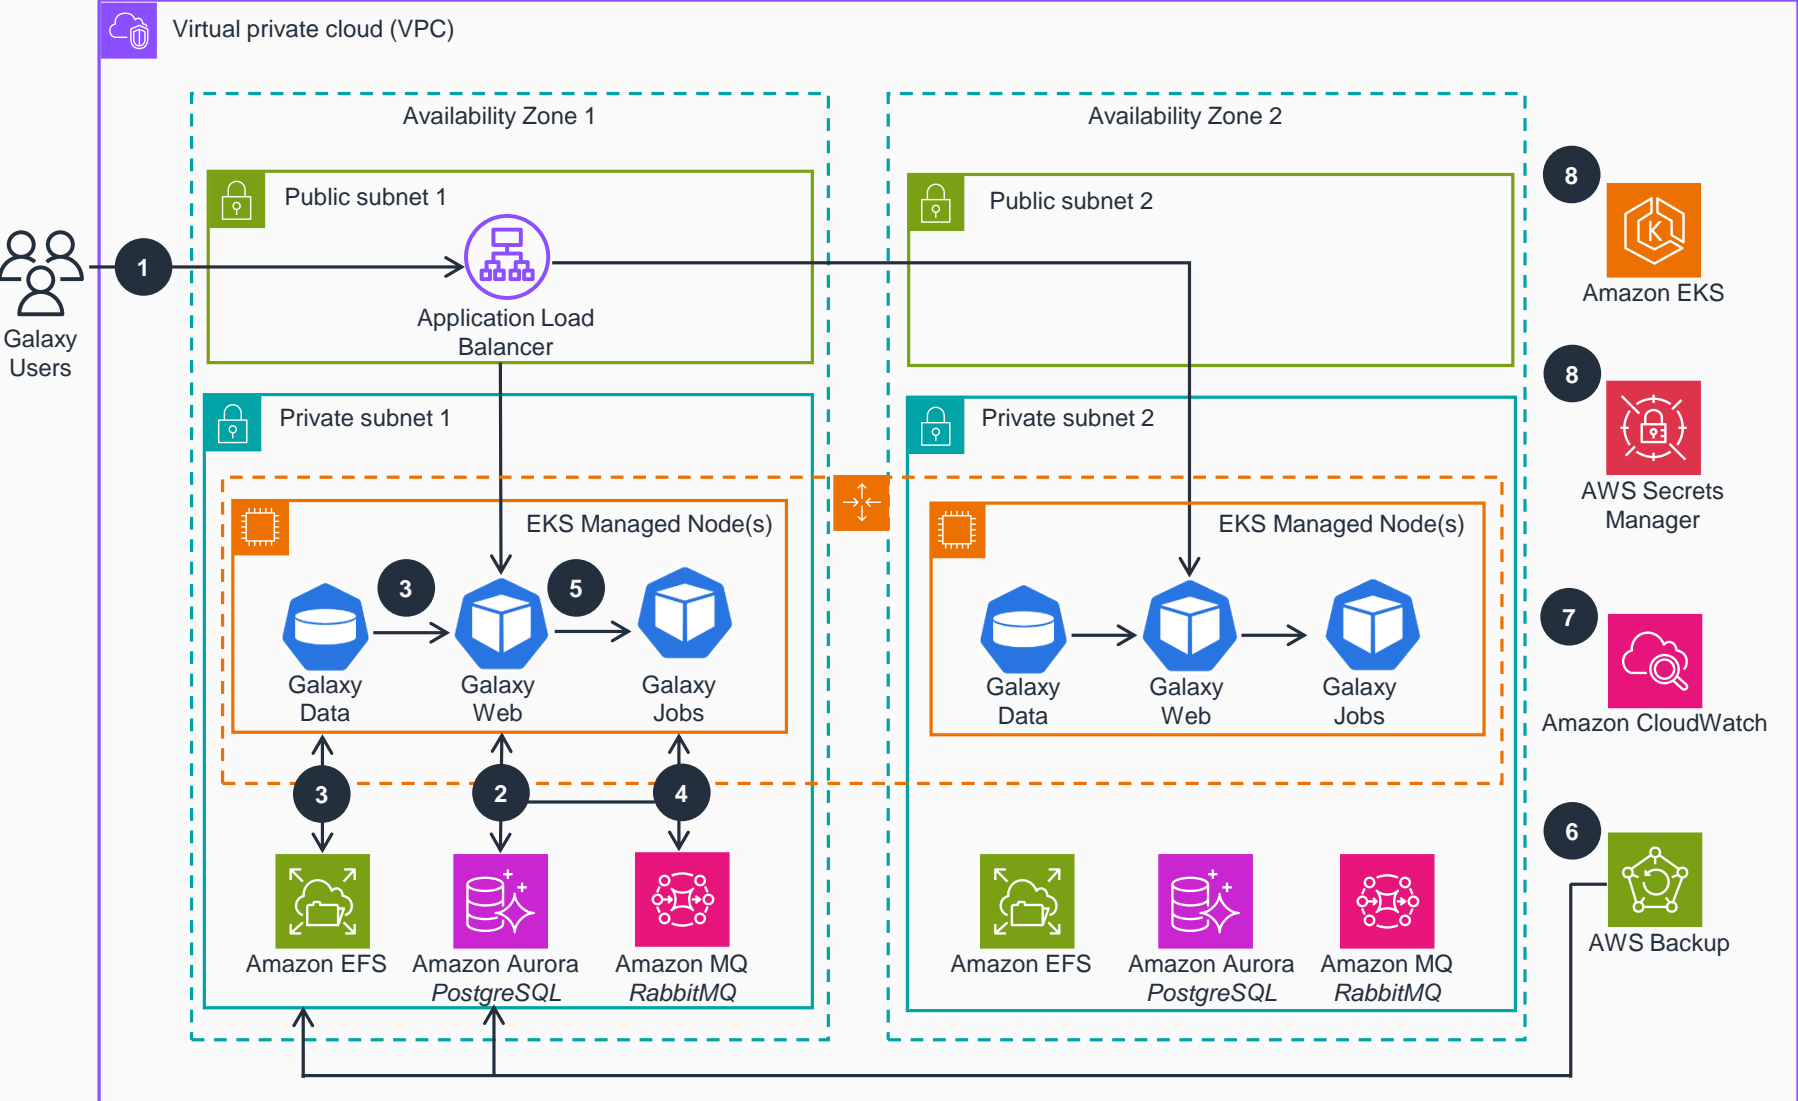 Virtual private cloud (VPC)
Availability Zone 1
Availability Zone 2
Public subnet 1
Public subnet 2
8
Amazon EKS
1
Galaxy
Users
Application Load
Balancer
8
AWS Secrets
Manager
Private subnet 1
Private subnet 2
EKS Managed Node(s)
EKS Managed Node(s)
3
5
7
Amazon CloudWatch
Galaxy
Data
Galaxy
Web
Galaxy
Jobs
Galaxy
Data
Galaxy
Web
Galaxy
Jobs
3
2
4
6
AWS Backup
Amazon EFS
Amazon Aurora
PostgreSQL
Amazon MQ
RabbitMQ
Amazon EFS
Amazon Aurora
PostgreSQL
Amazon MQ
RabbitMQ
K